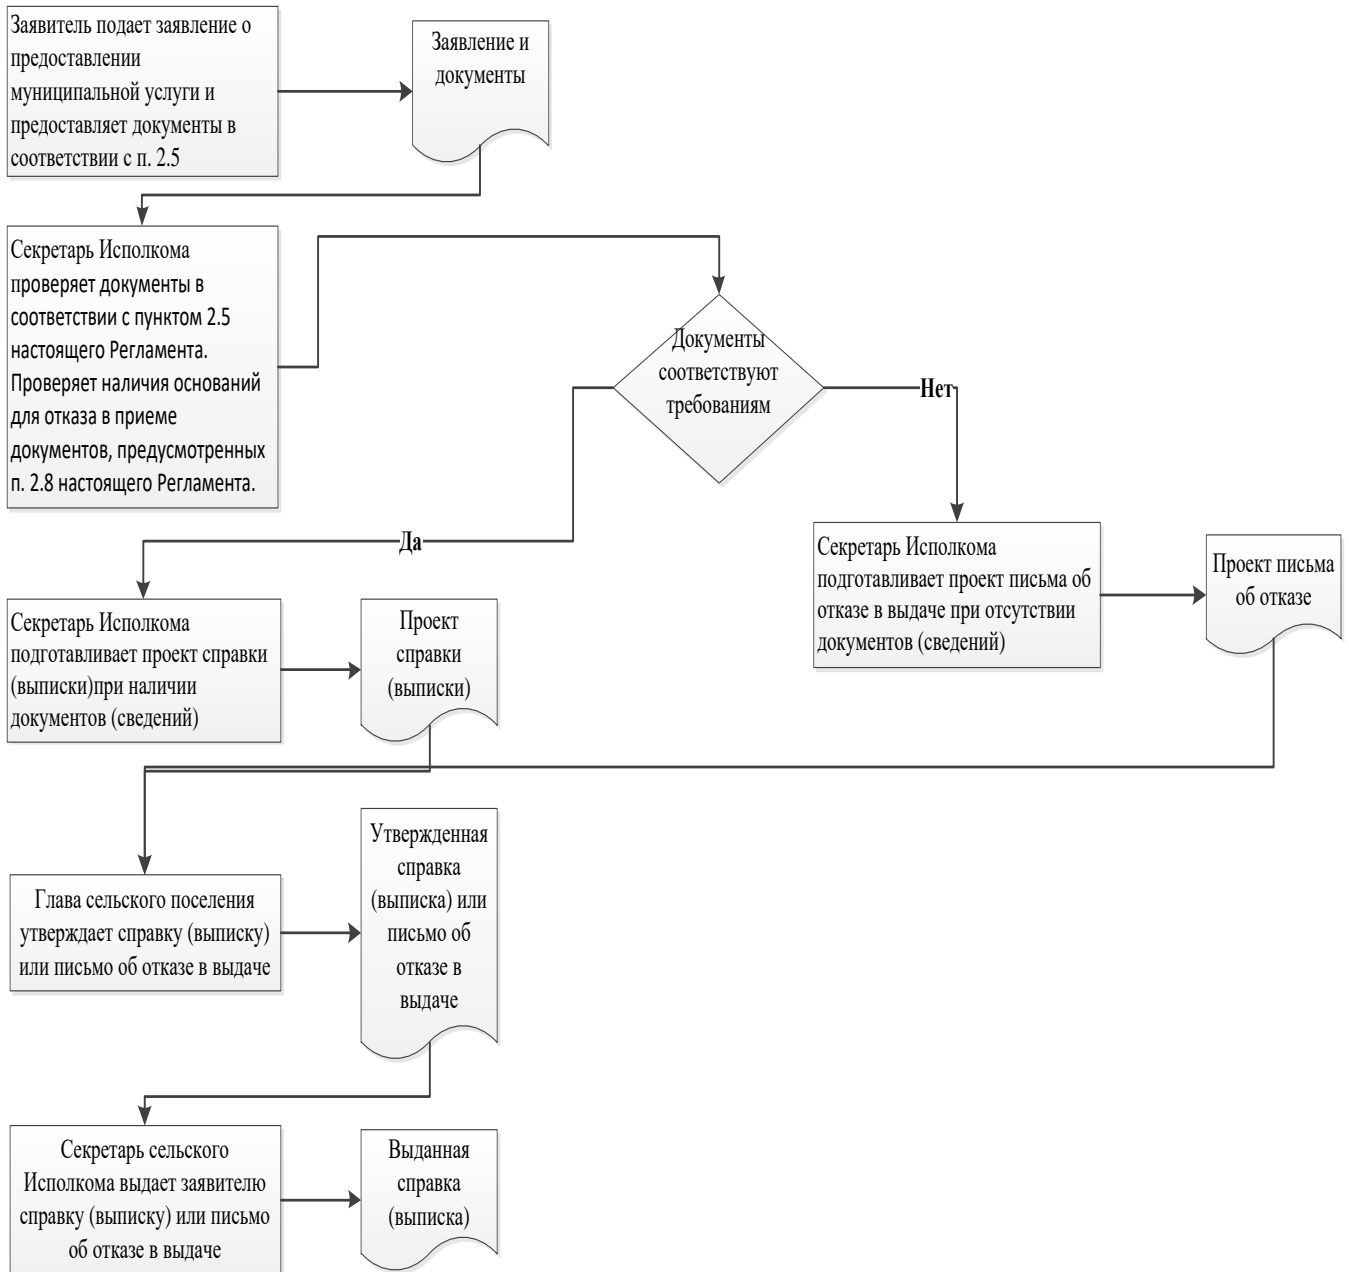 Заявитель подает заявление о
предоставлении
муниципальной услуги и
предоставляет документы в
соответствии с п. 2.5
Заявление и
документы
Секретарь Исполкома
проверяет документы в
соответствии с пунктом 2.5
настоящего Регламента.
Проверяет наличия оснований
для отказа в приеме
документов, предусмотренных
п. 2.8 настоящего Регламента.
Документы
соответствуют
требованиям
Нет
Да
Секретарь Исполкома
подготавливает проект письма об
отказе в выдаче при отсутствии
документов (сведений)
Проект письма
об отказе
Секретарь Исполкома
подготавливает проект справки
(выписки)при наличии
документов (сведений)
Проект
справки
(выписки)
Глава сельского поселения
утверждает справку (выписку)
или письмо об отказе в выдаче
Утвержденная
справка
(выписка) или
письмо об
отказе в
выдаче
Секретарь сельского
Исполкома выдает заявителю
справку (выписку) или письмо
об отказе в выдаче
Выданная
справка
(выписка)